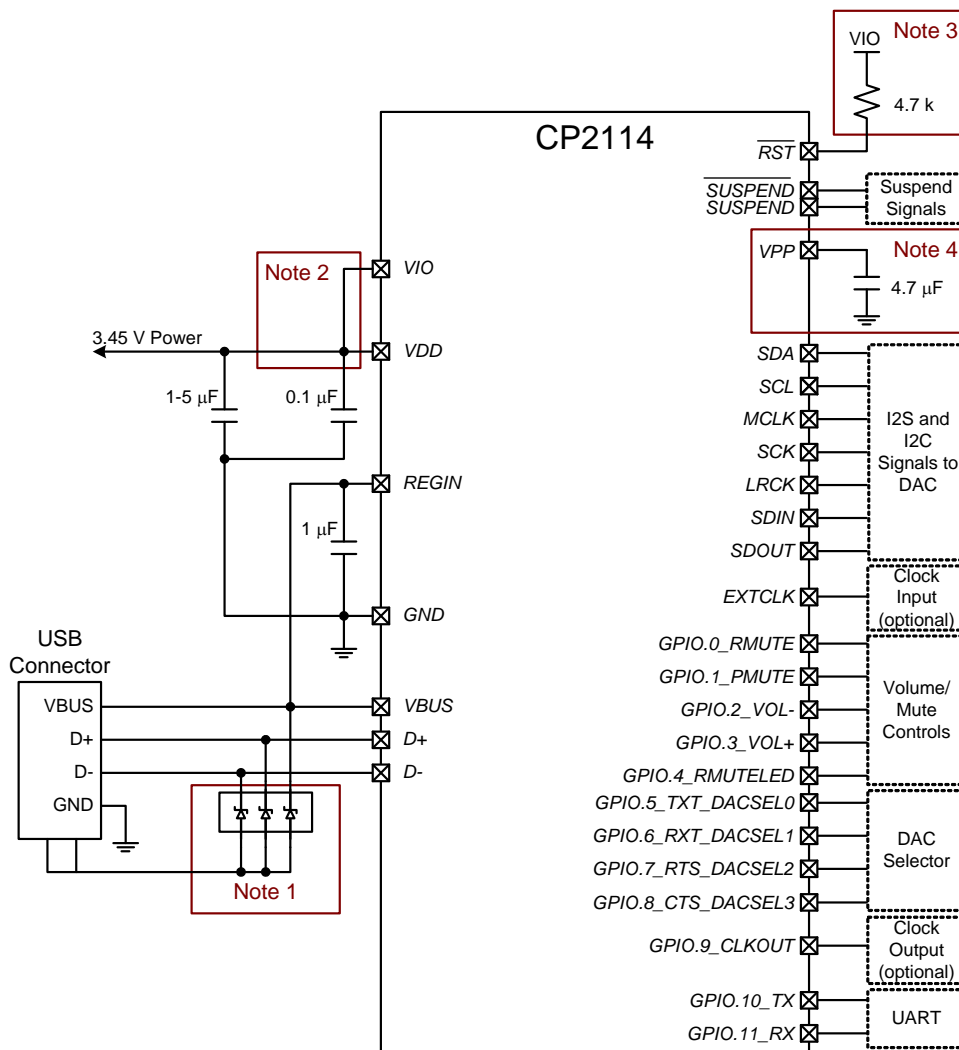 Note 3
VIO
4.7 k
CP2114
RST
SUSPEND
SUSPEND
Suspend
Signals
Note 4
VPP
4.7 µF
Note 2
VIO
3.45 V Power
VDD
1-5 µF
0.1 µF
REGIN
1 µF
GND
USB
Connector
VBUS
D+
D-
GND
VBUS
D+
D-
Note 1
SDA
SCL
MCLK
SCK
LRCK
SDIN
SDOUT
I2S and
I2C
Signals to
DAC
EXTCLK
Clock
Input
(optional)
GPIO.0_RMUTE
GPIO.1_PMUTE
GPIO.2_VOL-
GPIO.3_VOL+
GPIO.4_RMUTELED
Volume/
Mute
Controls
GPIO.5_TXT_DACSEL0
GPIO.6_RXT_DACSEL1
GPIO.7_RTS_DACSEL2
GPIO.8_CTS_DACSEL3
DAC
Selector
GPIO.9_CLKOUT
Clock
Output
(optional)
GPIO.10_TX
GPIO.11_RX
UART